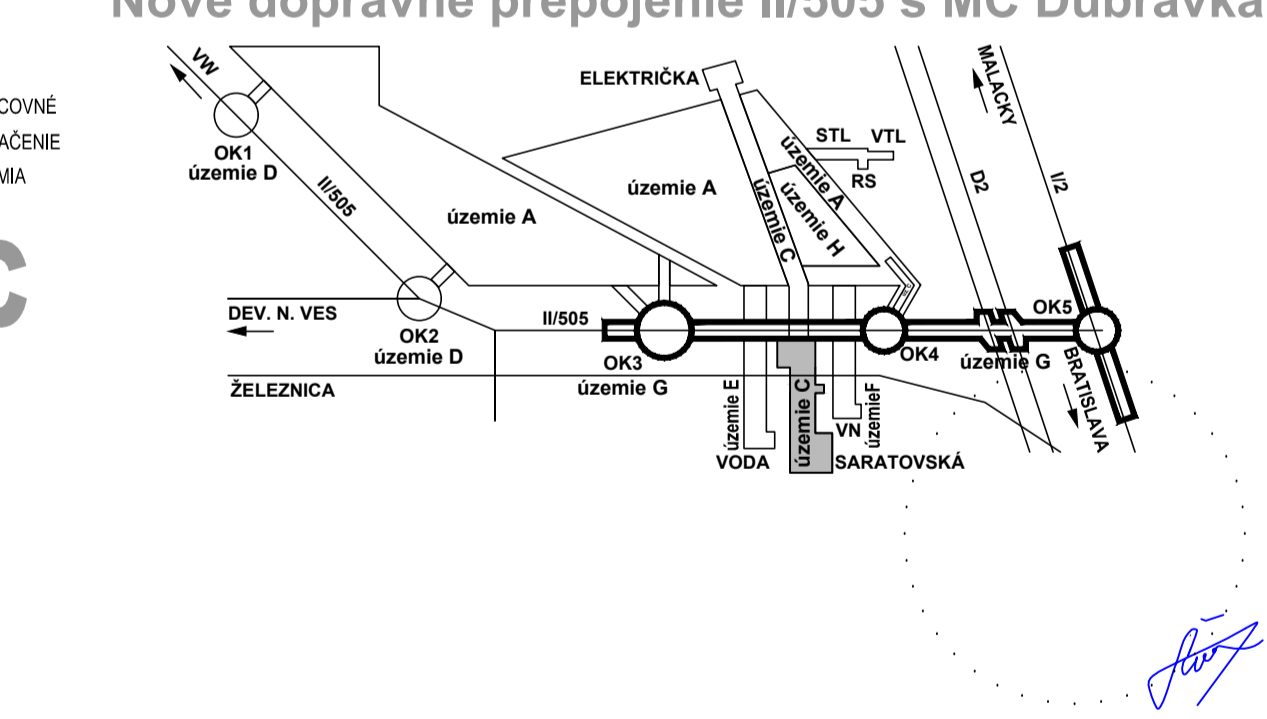 Nové dopravné prepojenie II/505 s MČ Dúbravka
COVNÉ
AČENIE
MIA
C
VW
OK1
územie D
II/505
ELEKTRIČKA
územie A
územie A
územie C
územie A
územie H
STL VTL
RS
D2
MALACKY
I/2
DEV. N. VES
OK2
územie D
II/505
OK3
územie G
OK4
OK5
územie G
BRATISLAVA
ŽELEZNICA
územie E
VODA
územie C
VN
územieF
SARATOVSKÁ